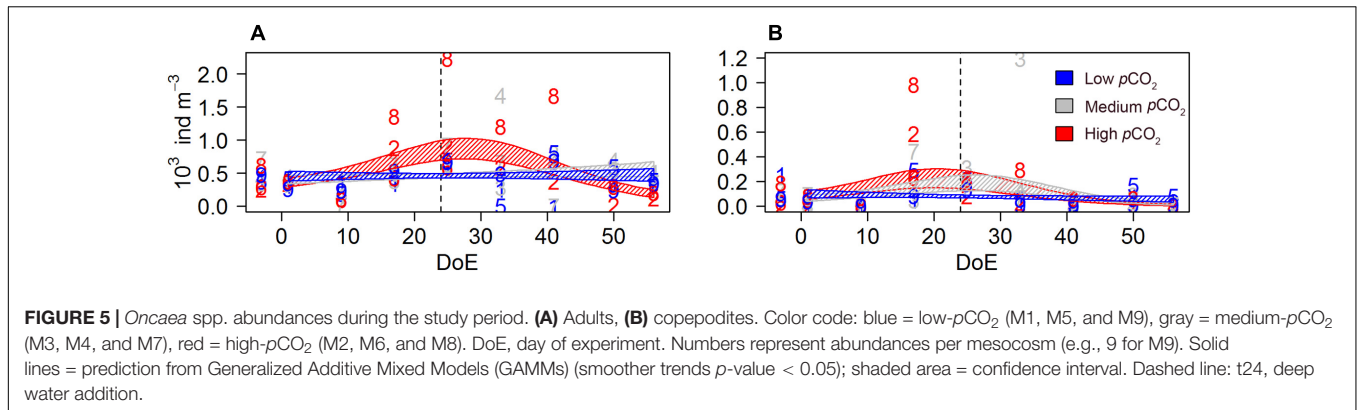 A
B
10³ ind m⁻³
2.0
1.5
1.0
0.5
0.0
0 10 20 30 40 50
DoE
1.2
1.0
0.8
0.6
0.4
0.2
0.0
0 10 20 30 40 50
DoE
Low pCO₂
Medium pCO₂
High pCO₂
FIGURE 5 | Oncaea spp. abundances during the study period. (A) Adults, (B) copepodites. Color code: blue = low-pCO₂ (M1, M5, and M9), gray = medium-pCO₂
(M3, M4, and M7), red = high-pCO₂ (M2, M6, and M8). DoE, day of experiment. Numbers represent abundances per mesocosm (e.g., 9 for M9). Solid
lines = prediction from Generalized Additive Mixed Models (GAMMs) (smoother trends p-value < 0.05); shaded area = confidence interval. Dashed line: t24, deep
water addition.